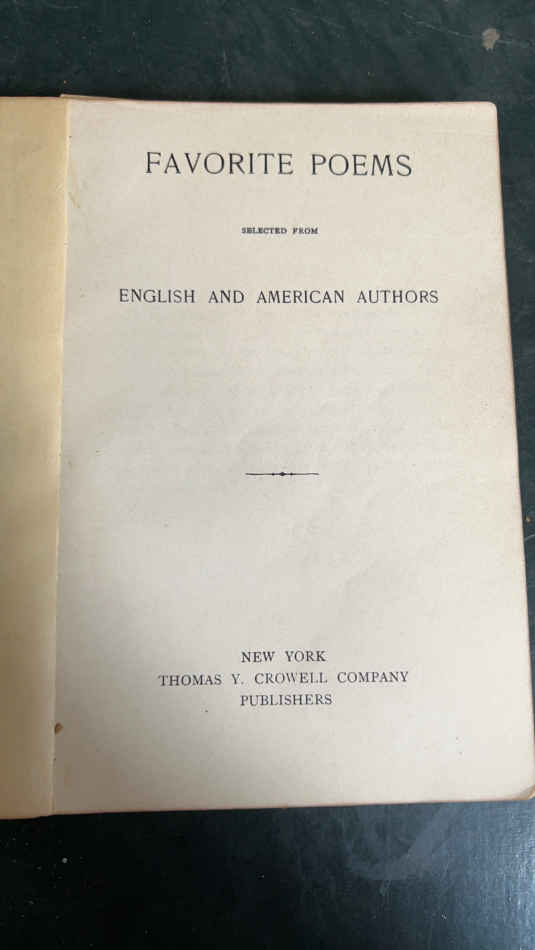 FAVORITE POEMS
SELECTED FROM
ENGLISH AND AMERICAN AUTHORS
NEW YORK
THOMAS Y. CROWELL COMPANY
PUBLISHERS